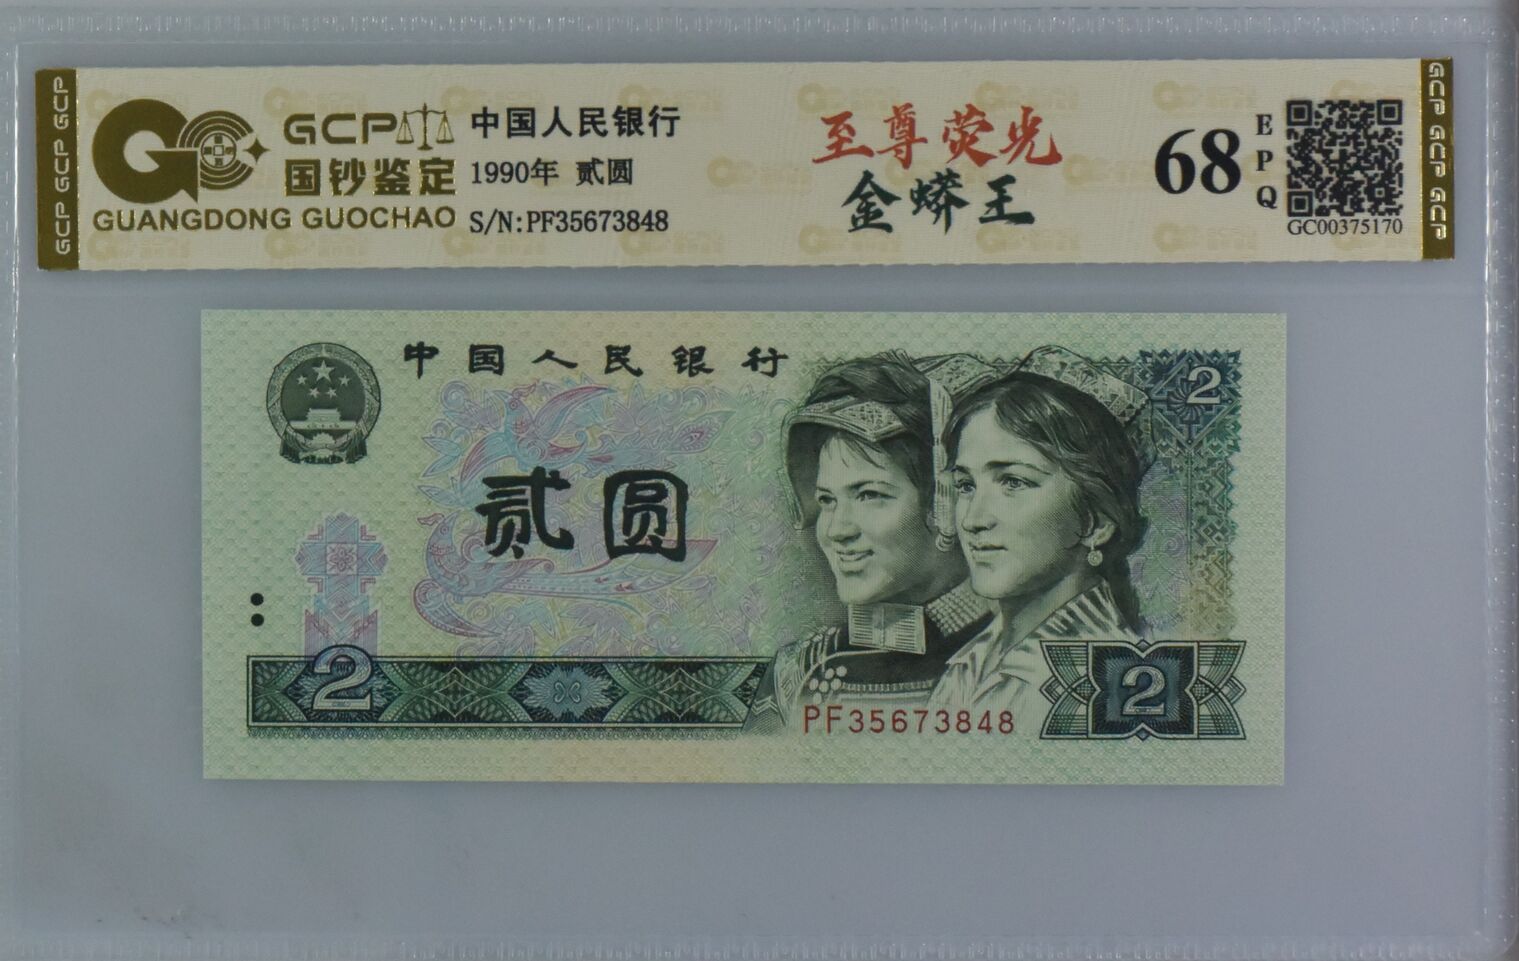 GCP GCP GCP
GCP
国钞鉴定
GUANGDONG GUOCHAO
中国人民银行
1990年 贰圆
S/N:PF35673848
至尊荧光
金蟒王
68
EPQ
GC00375170
GCP GCP GCP
中国人民银行
2
贰圆
2
PF35673848
2